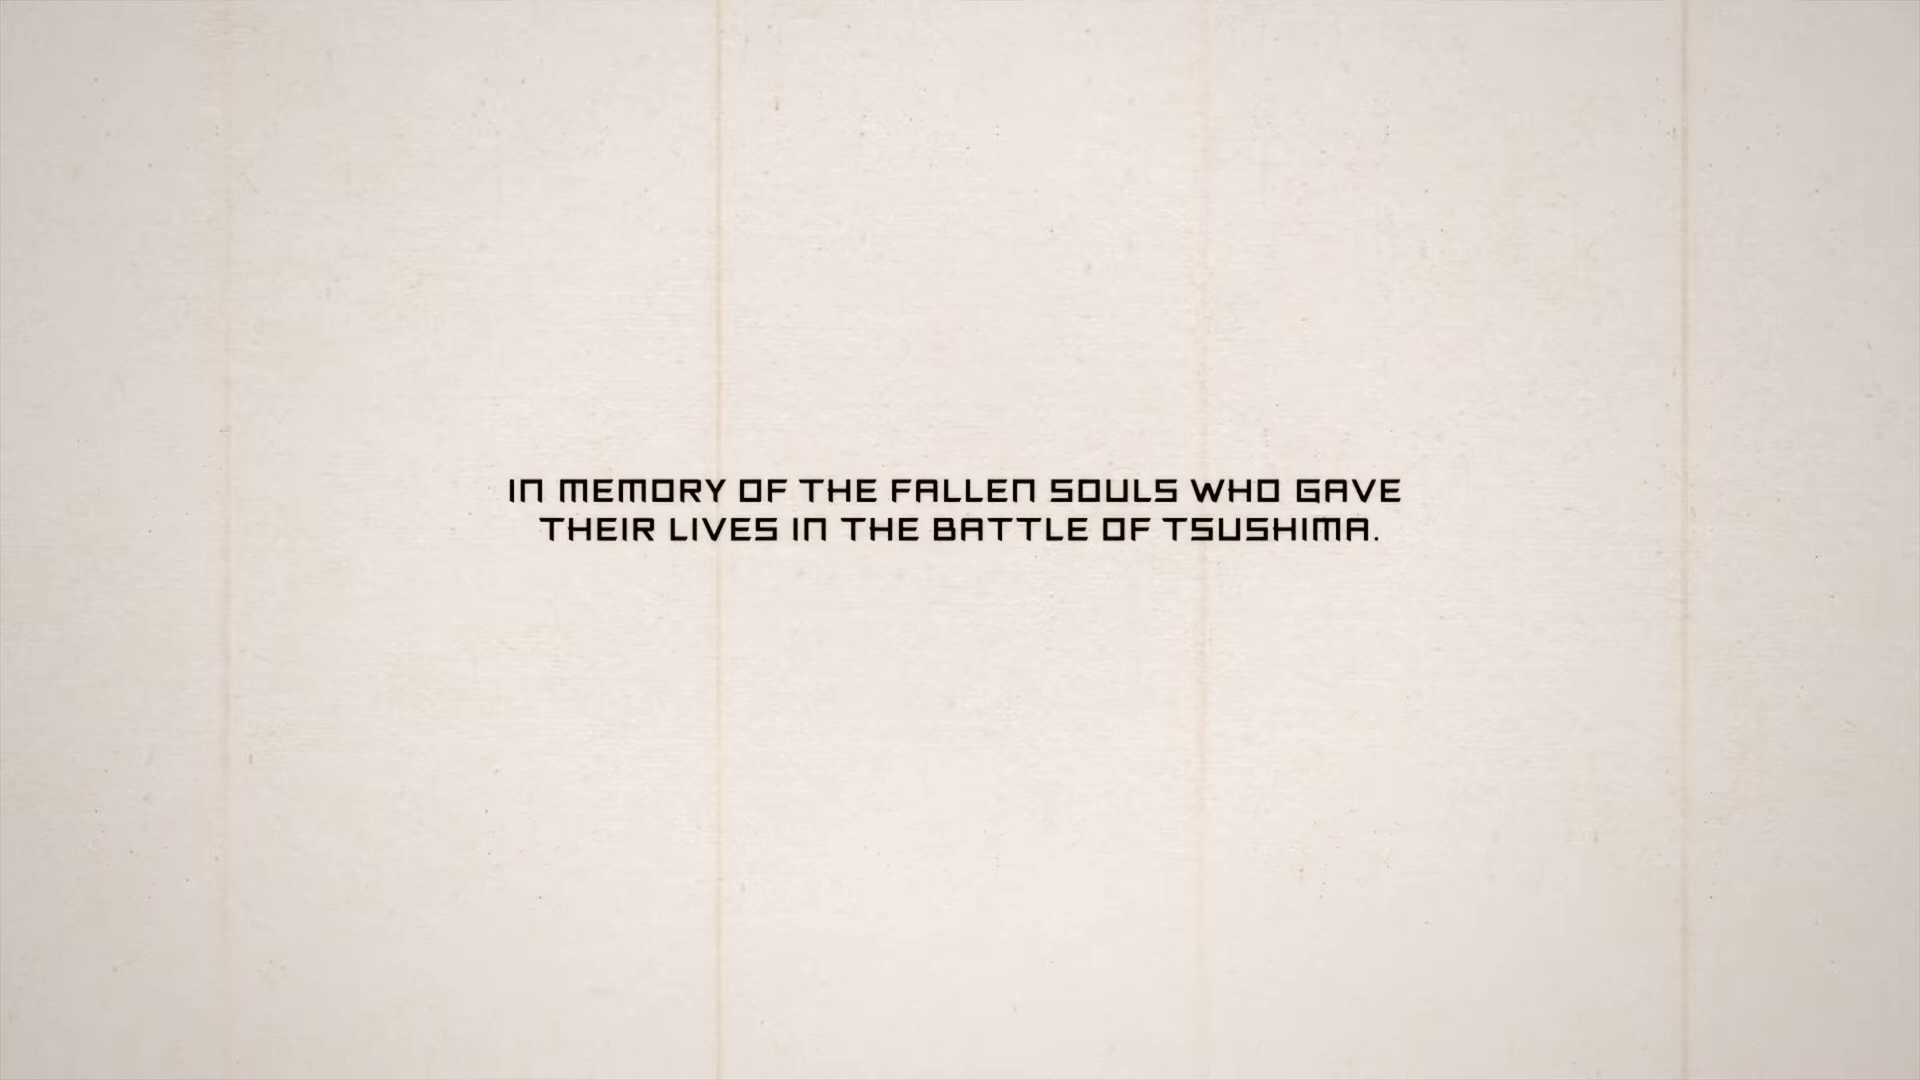 IN MEMORY OF THE FALLEN SOULS WHO GAVE
THEIR LIVES IN THE BATTLE OF TSUSHIMA.